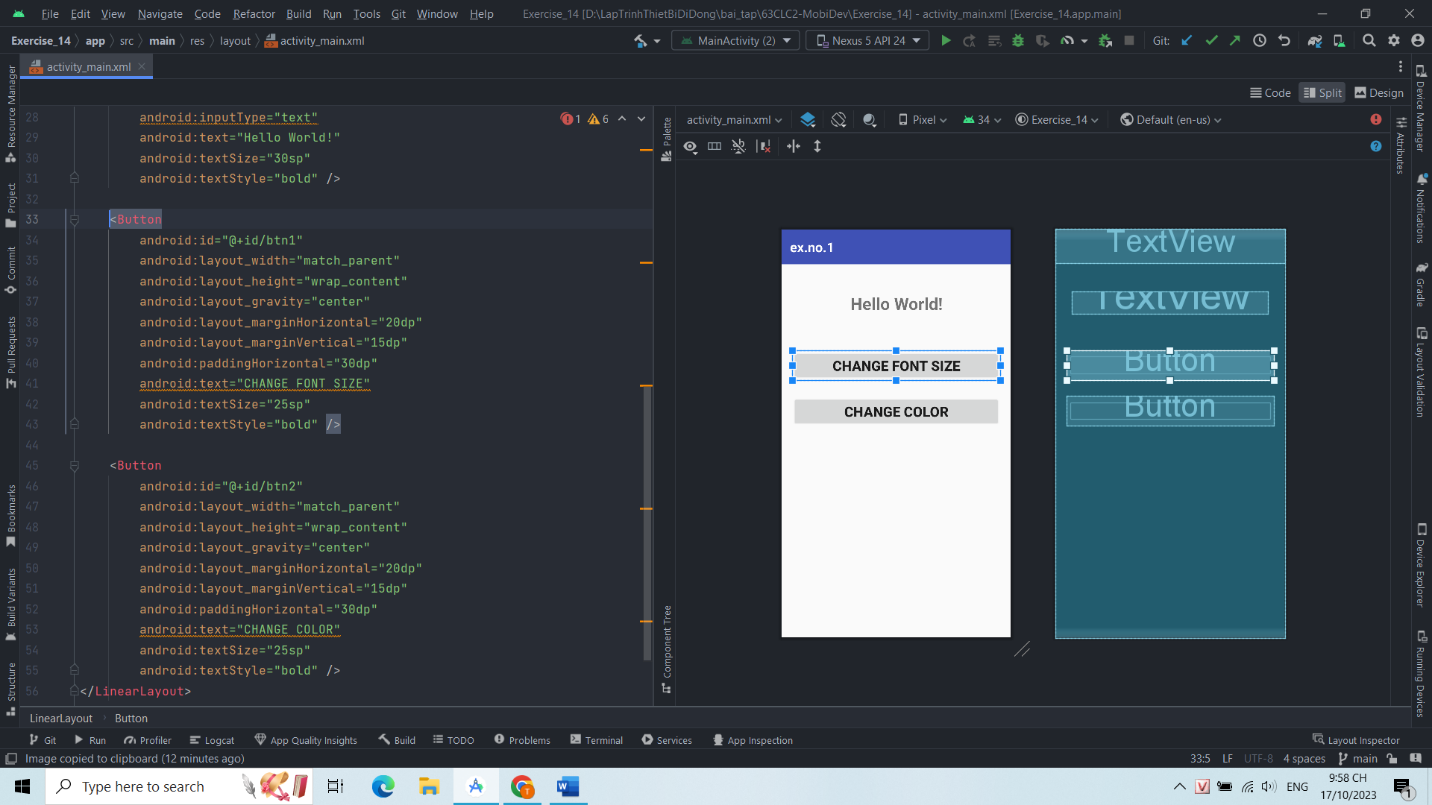 File Edit View Navigate Code Refactor Build Run Tools Git Window Help Exercise_14 [D:\LapTrinhThietBiDiDong\bai_tap\63CLC2-MobiDev\Exercise_14] - activity_main.xml [Exercise_14.app.main]
Exercise_14 app src main res layout activity_main.xml MainActivity (2) Nexus 5 API 24 Git:
activity_main.xml
Code Split Design
28 android:inputType="text" 1 6
29 android:text="Hello World!"
30 android:textSize="30sp"
31 android:textStyle="bold" />
32
33 <Button
34 android:id="@+id/btn1"
35 android:layout_width="match_parent"
36 android:layout_height="wrap_content"
37 android:layout_gravity="center"
38 android:layout_marginHorizontal="20dp"
39 android:layout_marginVertical="15dp"
40 android:paddingHorizontal="30dp"
41 android:text="CHANGE FONT SIZE"
42 android:textSize="25sp"
43 android:textStyle="bold" />
44
45 <Button
46 android:id="@+id/btn2"
47 android:layout_width="match_parent"
48 android:layout_height="wrap_content"
49 android:layout_gravity="center"
50 android:layout_marginHorizontal="20dp"
51 android:layout_marginVertical="15dp"
52 android:paddingHorizontal="30dp"
53 android:text="CHANGE COLOR"
54 android:textSize="25sp"
55 android:textStyle="bold" />
56 </LinearLayout>
activity_main.xml Pixel 34 Exercise_14 Default (en-us)
ex.no.1
Hello World!
CHANGE FONT SIZE
CHANGE COLOR
TextView
TextView
Button
Button
Resource Manager
Project
Commit
Pull Requests
Bookmarks
Build Variants
Structure
Palette
Component Tree
Attributes
Device Manager
Notifications
Gradle
Layout Validation
Device Explorer
Running Devices
LinearLayout Button
Git Run Profiler Logcat App Quality Insights Build TODO Problems Terminal Services App Inspection Layout Inspector
Image copied to clipboard (12 minutes ago) 33:5 LF UTF-8 4 spaces main
Type here to search ENG 9:58 CH
17/10/2023 1